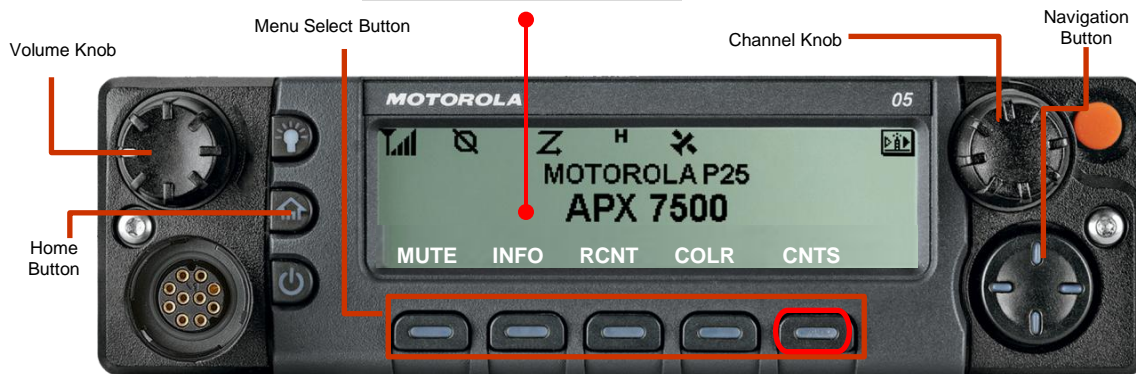 Menu Select Button
Navigation
Button
Volume Knob
Channel Knob
MOTOROLA
05
H
MOTOROLA P25
APX 7500
MUTE INFO RCNT COLR CNTS
Home
Button